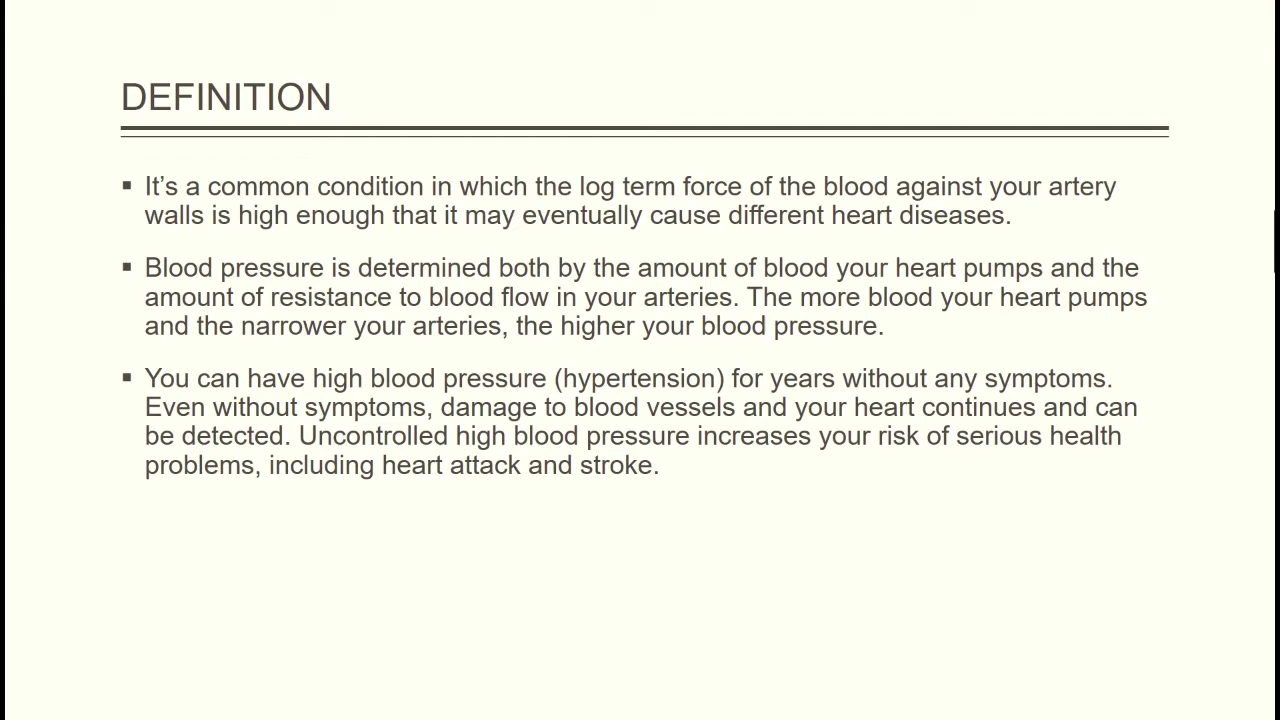 DEFINITION
▪ It’s a common condition in which the log term force of the blood against your artery
walls is high enough that it may eventually cause different heart diseases.
▪ Blood pressure is determined both by the amount of blood your heart pumps and the
amount of resistance to blood flow in your arteries. The more blood your heart pumps
and the narrower your arteries, the higher your blood pressure.
▪ You can have high blood pressure (hypertension) for years without any symptoms.
Even without symptoms, damage to blood vessels and your heart continues and can
be detected. Uncontrolled high blood pressure increases your risk of serious health
problems, including heart attack and stroke.